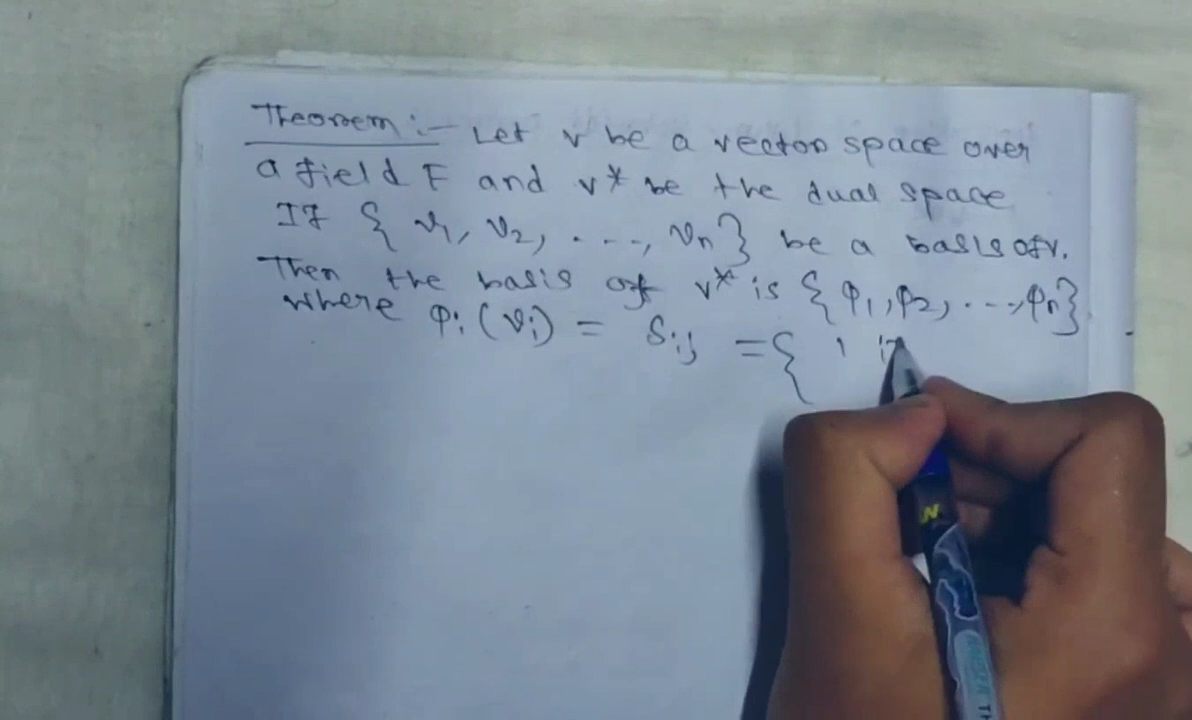 Theorem :- Let v be a vector space over
a field F and v* be the dual space
If { v1, v2, . . . , vn } be a basis of v.
Then the basis of v* is { φ1, φ2, . . . , φn }
where φi (vi) = δij = { 1 if